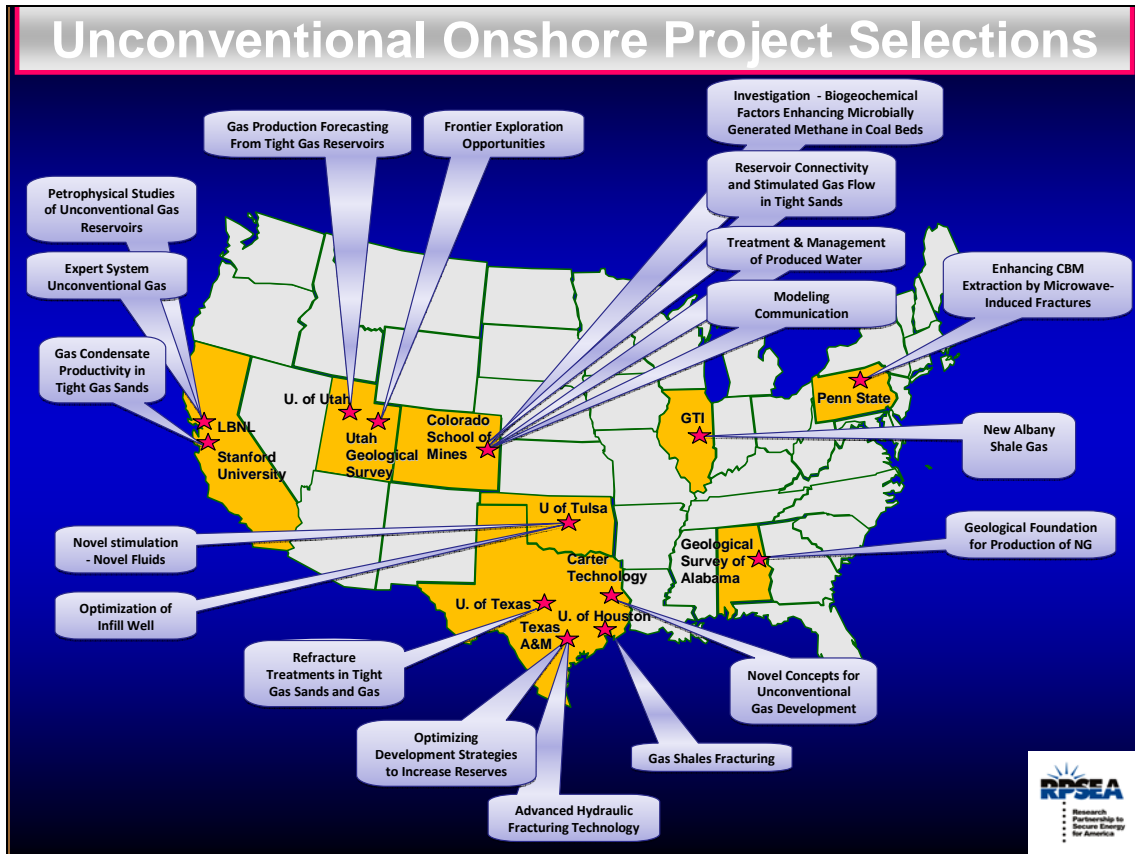 Unconventional Onshore Project Selections
Investigation - Biogeochemical
Factors Enhancing Microbially
Generated Methane in Coal Beds
Gas Production Forecasting
From Tight Gas Reservoirs
Frontier Exploration
Opportunities
Reservoir Connectivity
and Stimulated Gas Flow
in Tight Sands
Petrophysical Studies
of Unconventional Gas
Reservoirs
Treatment & Management
of Produced Water
Expert System
Unconventional Gas
Enhancing CBM
Extraction by Microwave-
Induced Fractures
Modeling
Communication
Gas Condensate
Productivity in
Tight Gas Sands
U. of Utah
Penn State
LBNL
Stanford
University
Utah
Geological
Survey
Colorado
School of
Mines
GTI
New Albany
Shale Gas
U of Tulsa
Novel stimulation
- Novel Fluids
Geological
Survey of
Alabama
Geological Foundation
for Production of NG
Carter
Technology
Optimization of
Infill Well
U. of Texas
U. of Houston
Texas
A&M
Refracture
Treatments in Tight
Gas Sands and Gas
Novel Concepts for
Unconventional
Gas Development
Optimizing
Development Strategies
to Increase Reserves
Gas Shales Fracturing
Advanced Hydraulic
Fracturing Technology
RPSEA
Research
Partnership to
Secure Energy
for America